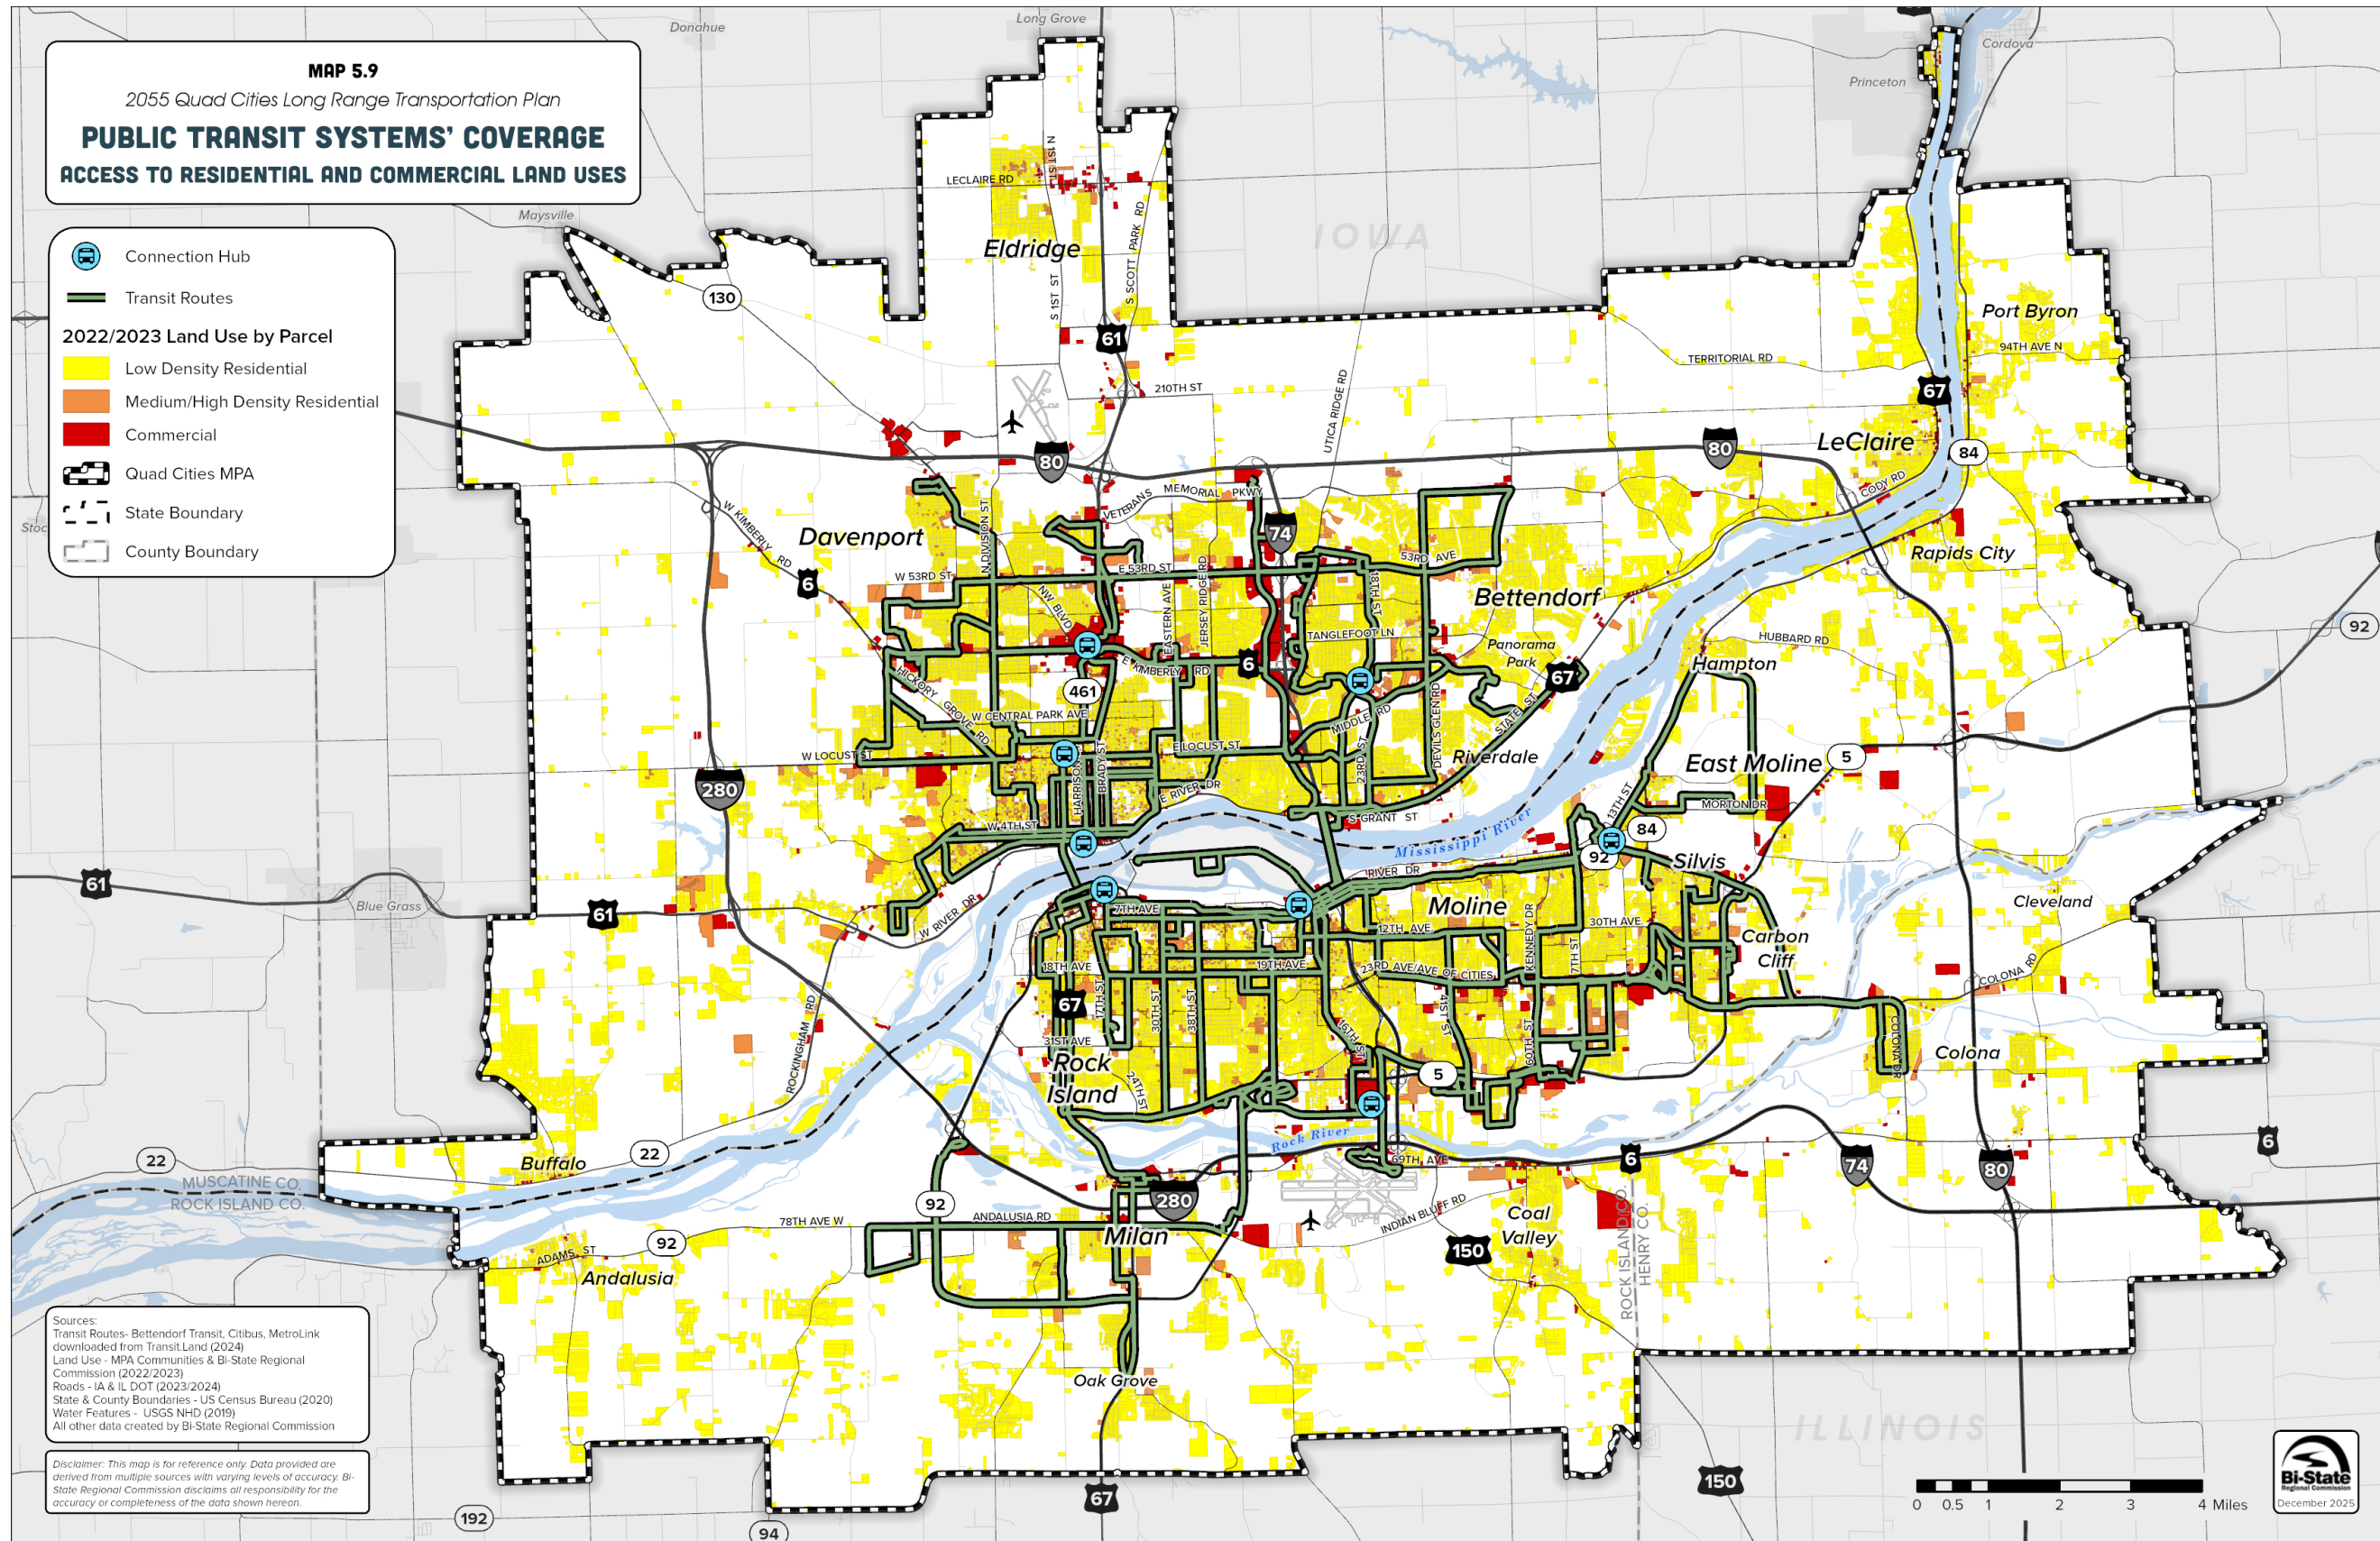 MAP 5.9
2055 Quad Cities Long Range Transportation Plan
PUBLIC TRANSIT SYSTEMS' COVERAGE
ACCESS TO RESIDENTIAL AND COMMERCIAL LAND USES
Connection Hub
Transit Routes
2022/2023 Land Use by Parcel
Low Density Residential
Medium/High Density Residential
Commercial
Quad Cities MPA
State Boundary
County Boundary
Donahue
Long Grove
Cordova
Princeton
Maysville
IOWA
N 1ST ST
LECLAIRE RD
S SCOTT PARK RD
Eldridge
S 1ST ST
130
61
210TH ST
UTICA RIDGE RD
TERRITORIAL RD
Port Byron
94TH AVE N
67
LeClaire
84
80
80
CODY RD
VETERANS MEMORIAL PKWY
W KIMBERLY RD
N DIVISION ST
Davenport
74
6
W 53RD ST
E 53RD ST
53RD AVE
Rapids City
NW BLVD
EASTERN AVE
JERSEY RIDGE RD
18TH ST
Bettendorf
92
TANGLEFOOT LN
HUBBARD RD
Panorama
Park
Hampton
E KIMBERLY RD
6
67
HICKORY GROVE RD
461
W CENTRAL PARK AVE
MIDDLE RD
DEVILS GLEN RD
STATE ST
W LOCUST ST
E LOCUST ST
23RD ST
Riverdale
East Moline
5
280
HARRISON
BRADY ST
E RIVER DR
MORTON DR
13TH ST
S GRANT ST
W 4TH ST
Mississippi River
84
92
Silvis
RIVER DR
61
Blue Grass
61
W RIVER DR
7TH AVE
Moline
12TH AVE
KENNEDY DR
30TH AVE
7TH ST
Carbon
Cliff
Cleveland
18TH AVE
19TH AVE
23RD AVE/AVE OF CITIES
COLONA RD
67
17TH ST
30TH ST
38TH ST
41ST ST
16TH ST
60TH ST
COLONA DR
Colona
ROCKINGHAM RD
31ST AVE
Rock
Island
24TH ST
5
Rock River
69TH AVE
6
74
80
6
22
22
Buffalo
MUSCATINE CO.
ROCK ISLAND CO.
92
280
78TH AVE W
ANDALUSIA RD
Milan
INDIAN BLUFF RD
Coal
Valley
150
ROCK ISLAND CO.
HENRY CO.
ADAMS ST
92
Andalusia
Oak Grove
67
192
94
150
ILLINOIS
Sources:
Transit Routes- Bettendorf Transit, Citibus, MetroLink
downloaded from Transit.Land (2024)
Land Use - MPA Communities & Bi-State Regional
Commission (2022/2023)
Roads - IA & IL DOT (2023/2024)
State & County Boundaries - US Census Bureau (2020)
Water Features - USGS NHD (2019)
All other data created by Bi-State Regional Commission
Disclaimer: This map is for reference only. Data provided are
derived from multiple sources with varying levels of accuracy. Bi-
State Regional Commission disclaims all responsibility for the
accuracy or completeness of the data shown hereon.
0 0.5 1 2 3 4 Miles
Bi-State
Regional Commission
December 2025